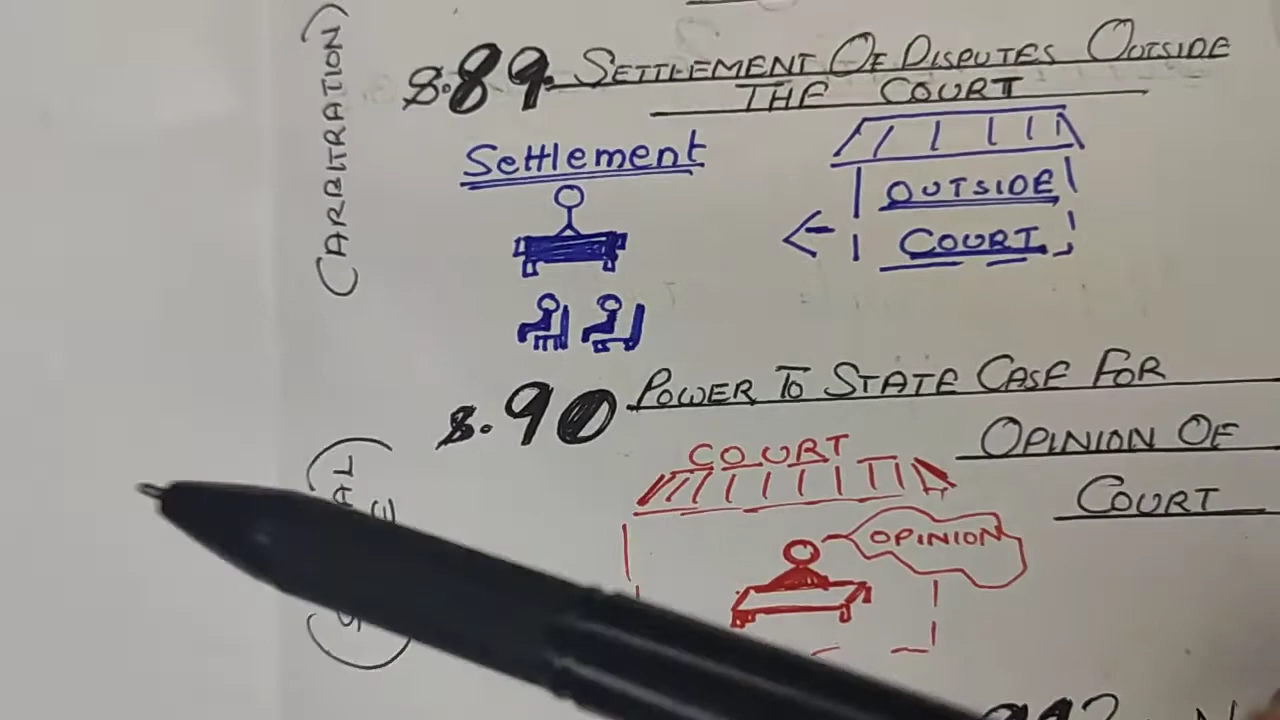 (ARBITRATION)
S.89. SETTLEMENT OF DISPUTES OUTSIDE
THE COURT
Settlement
OUTSIDE
COURT
S.90 POWER TO STATE CASE FOR
OPINION OF
COURT
COURT
OPINION